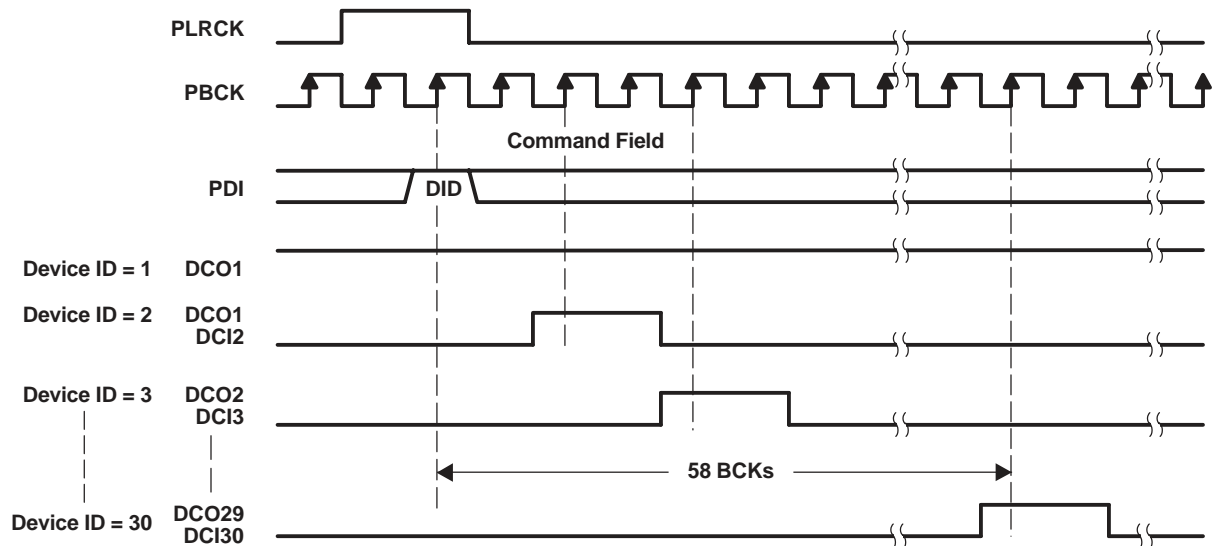 PLRCK
PBCK
Command Field
PDI
DID
Device ID = 1 DCO1
Device ID = 2 DCO1
DCI2
Device ID = 3 DCO2
DCI3
58 BCKs
Device ID = 30 DCO29
DCI30